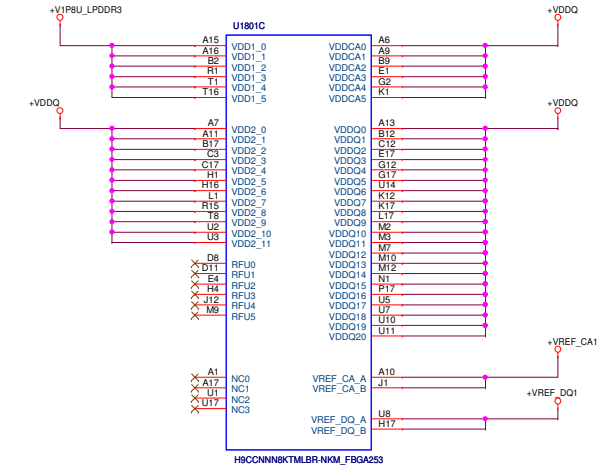 +V1P8U_LPDDR3
+VDDQ
U1801C
A15 VDD1_0 VDDCA0 A6
A16 VDD1_1 VDDCA1 A9
B2 VDD1_2 VDDCA2 B9
R1 VDD1_3 VDDCA3 E1
T1 VDD1_4 VDDCA4 G2
T16 VDD1_5 VDDCA5 K1
+VDDQ
+VDDQ
A7 VDD2_0 VDDQ0 A13
A11 VDD2_1 VDDQ1 B12
B17 VDD2_2 VDDQ2 C12
C3 VDD2_3 VDDQ3 E17
C17 VDD2_4 VDDQ4 G12
H1 VDD2_5 VDDQ5 G17
H16 VDD2_6 VDDQ6 U14
L1 VDD2_7 VDDQ7 K12
R15 VDD2_8 VDDQ8 K17
T8 VDD2_9 VDDQ9 L17
U2 VDD2_10 VDDQ10 M2
U3 VDD2_11 VDDQ11 M3
VDDQ12 M7
D8 RFU0 VDDQ13 M10
D11 RFU1 VDDQ14 M12
E4 RFU2 VDDQ15 N1
H4 RFU3 VDDQ16 P17
J12 RFU4 VDDQ17 U5
M9 RFU5 VDDQ18 U7
VDDQ19 U10
VDDQ20 U11
+VREF_CA1
A1 NC0 VREF_CA_A A10
A17 NC1 VREF_CA_B J1
U1 NC2
U17 NC3
+VREF_DQ1
VREF_DQ_A U8
VREF_DQ_B H17
H9CCNNN8KTMLBR-NKM_FBGA253